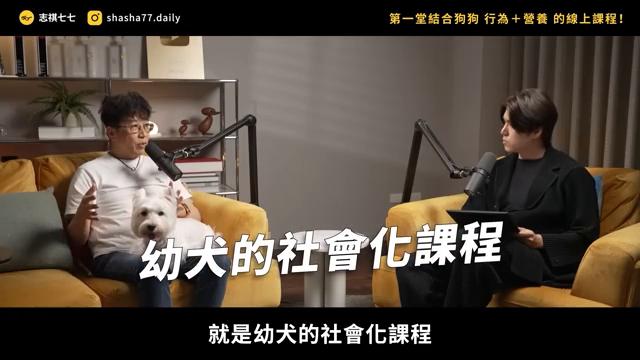 志祺七七
shasha77.daily
第一堂結合狗狗 行為＋營養 的線上課程！
幼犬的社會化課程
就是幼犬的社會化課程